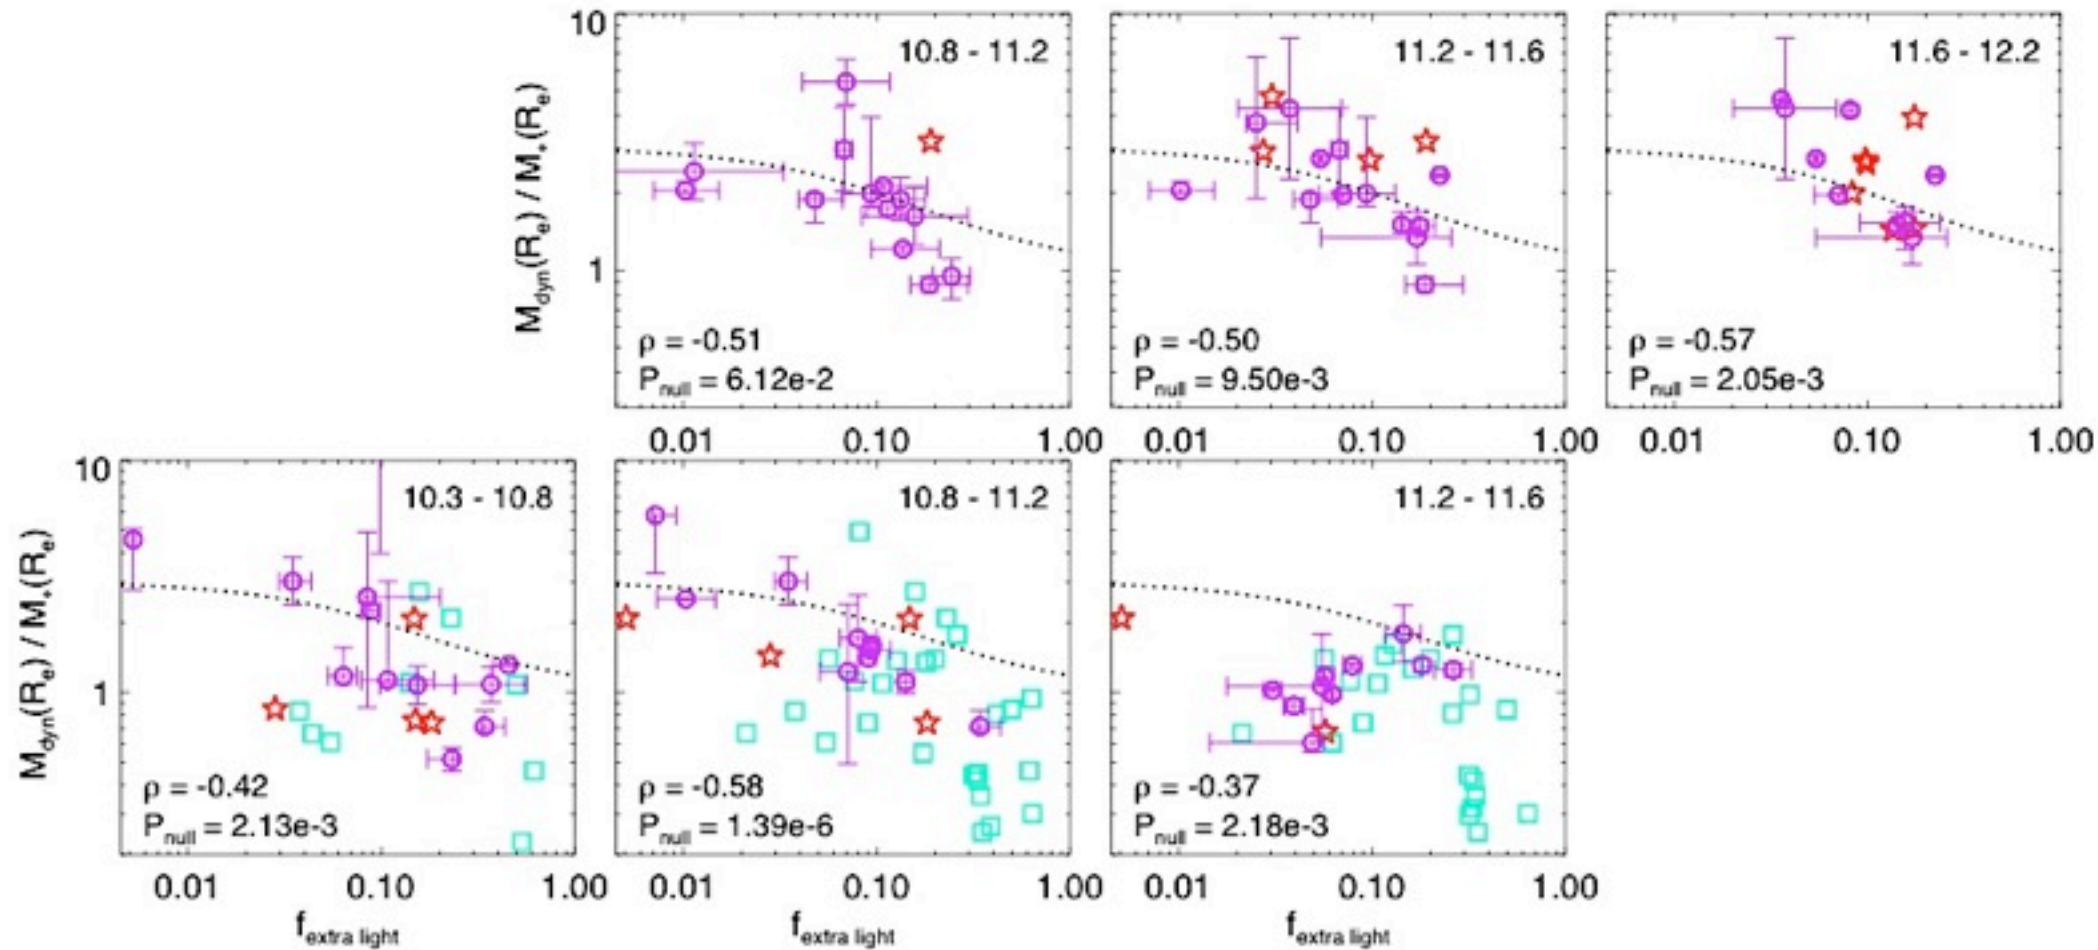 10
10.8 - 11.2
11.2 - 11.6
11.6 - 12.2
M_dyn(R_e) / M_*(R_e)
1
ρ = -0.51
P_null = 6.12e-2
ρ = -0.50
P_null = 9.50e-3
ρ = -0.57
P_null = 2.05e-3
0.01 0.10 1.00
0.01 0.10 1.00
0.01 0.10 1.00
10
10.3 - 10.8
10.8 - 11.2
11.2 - 11.6
M_dyn(R_e) / M_*(R_e)
1
ρ = -0.42
P_null = 2.13e-3
ρ = -0.58
P_null = 1.39e-6
ρ = -0.37
P_null = 2.18e-3
0.01 0.10 1.00
0.01 0.10 1.00
0.01 0.10 1.00
f_extra light
f_extra light
f_extra light